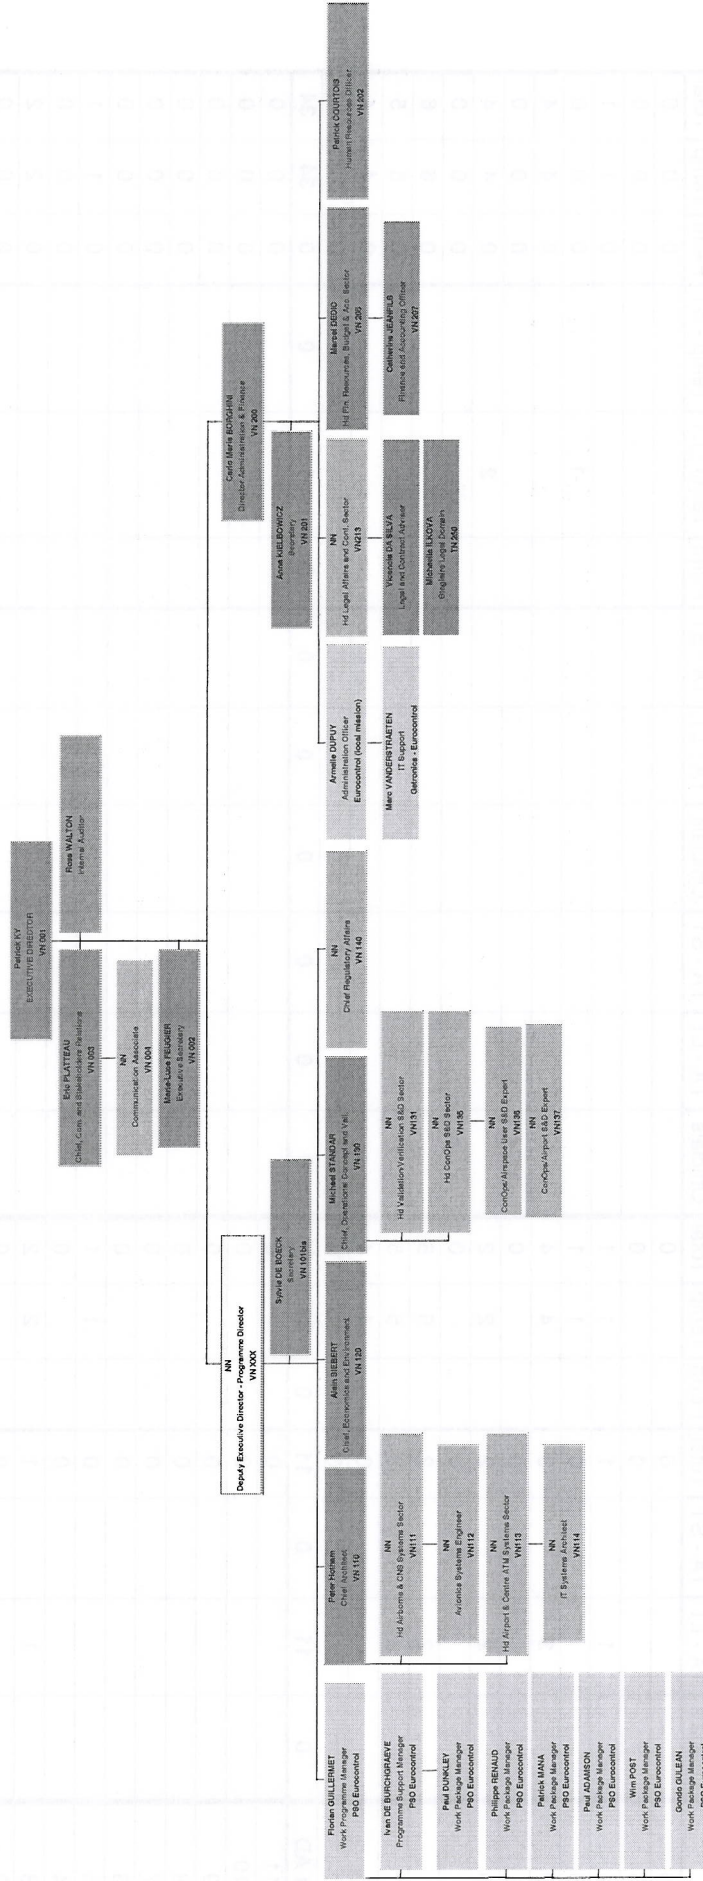 Patrick KY
EXECUTIVE DIRECTOR
VN 001
Ross WALTON
Internal Auditor
Eric PLATTEAU
Chief, Com. and Stakeholders Relations
VN 003
NN
Communication Associate
VN 004
Marie-Luce FEUGIER
Executive Secretary
VN 002
NN
Deputy Executive Director - Programme Director
VN XXX
Sylvie DE BOECK
Secretary
VN 101bis
Florian GUILLERMET
Work Programme Manager
PSO Eurocontrol
Ivan DE BURCHGRAEVE
Programme Support Manager
PSO Eurocontrol
Paul DUNKLEY
Work Package Manager
PSO Eurocontrol
Philippe RENAUD
Work Package Manager
PSO Eurocontrol
Patrick MANA
Work Package Manager
PSO Eurocontrol
Paul ADAMSON
Work Package Manager
PSO Eurocontrol
Wim POST
Work Package Manager
PSO Eurocontrol
Gondo GULEAN
Work Package Manager
Peter Hotham
Chief Architect
VN 110
NN
Hd Airborne & CNS Systems Sector
VN111
NN
Avionics Systems Engineer
VN112
NN
Hd Airport & Centre ATM Systems Sector
VN113
NN
IT Systems Architect
VN114
Alain SIEBERT
Chief, Economics and Environment
VN 120
Michael STANDAR
Chief, Operational Concept and Vali.
VN 130
NN
Hd Validation/Verification S&D Sector
VN131
NN
Hd ConOps S&D Sector
VN135
NN
ConOps/Airspace User S&D Expert
VN136
NN
ConOps/Airport S&D Expert
VN137
NN
Chief Regulatory Affairs
VN 140
Carlo Maria BORGHINI
Director Administration & Finance
VN 200
Anna KIELBOWICZ
Secretary
VN 201
Armelle DUPUY
Administration Officer
Eurocontrol (local mission)
Marc VANDERSTRAETEN
IT Support
Getronics - Eurocontrol
NN
Hd Legal Affairs and Cont. Sector
VN213
Vicencia DA SILVA
Legal and Contract Adviser
Michaella ILKOVA
Stagiaire Legal Domain
TN 250
Marcel DEDIC
Hd Fin. Resources, Budget & Acc. Sector
VN 205
Catherine JEANFILS
Finance and Accounting Officer
VN 207
Patrick COURTOIS
Human Resources Officer
VN 202